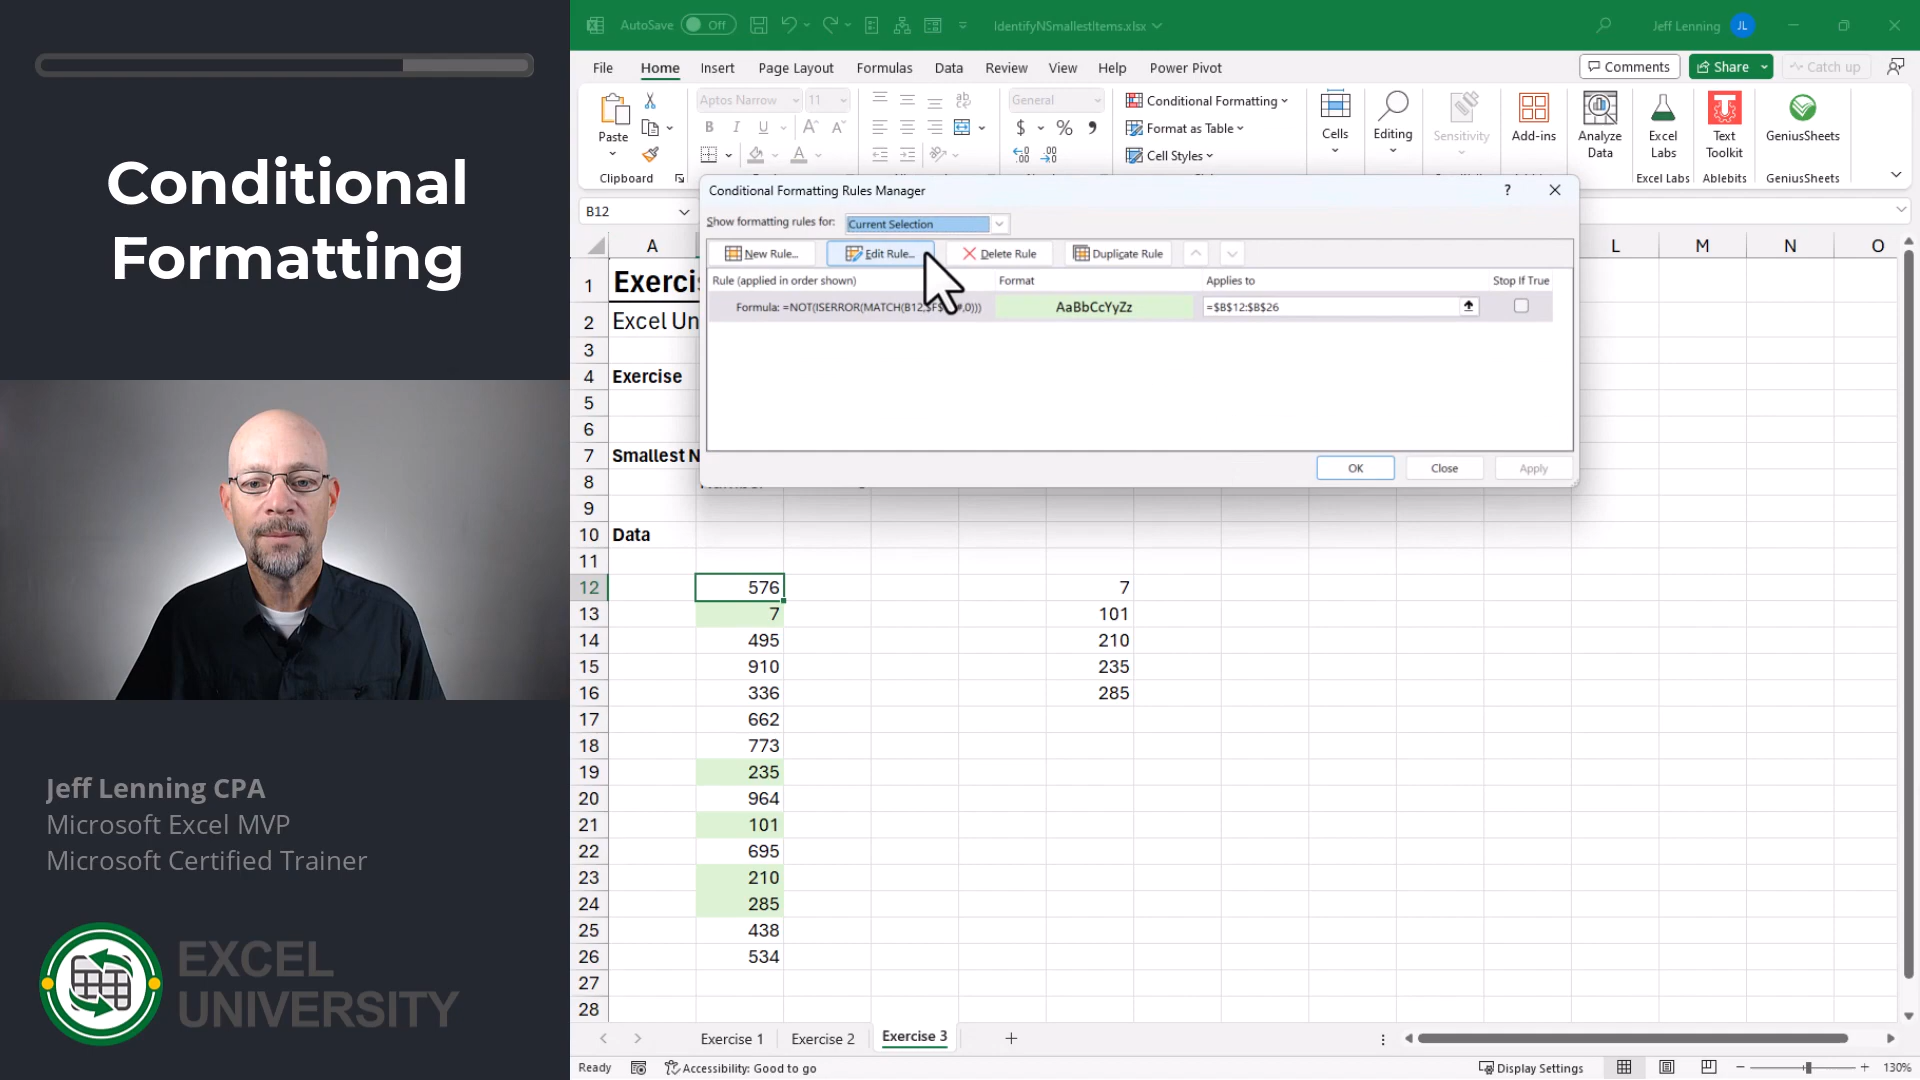 Conditional
Formatting
Jeff Lenning CPA
Microsoft Excel MVP
Microsoft Certified Trainer
EXCEL
UNIVERSITY
AutoSave Off IdentifyNSmallestItems.xlsx Jeff Lenning JL
File Home Insert Page Layout Formulas Data Review View Help Power Pivot Comments Share Catch up
Paste Aptos Narrow 11 General Conditional Formatting Cells Editing Sensitivity Add-ins Analyze Data Excel Labs Text Toolkit GeniusSheets
B I U A A ab $ % Format as Table
Cell Styles
Clipboard Excel Labs Ablebits GeniusSheets
Conditional Formatting Rules Manager ?
B12
Show formatting rules for: Current Selection
New Rule... Edit Rule... Delete Rule Duplicate Rule
Rule (applied in order shown) Format Applies to Stop If True
AaBbCcYyZz =$B$12:$B$26
OK Close Apply
A L M N O
1
2 Excel Un
3
4 Exercise
5
6
7 Smallest N
8
9
10 Data
11
12 576 7
13 7 101
14 495 210
15 910 235
16 336 285
17 662
18 773
19 235
20 964
21 101
22 695
23 210
24 285
25 438
26 534
27
28
Exercise 1 Exercise 2 Exercise 3 +
Ready Accessibility: Good to go Display Settings 130%